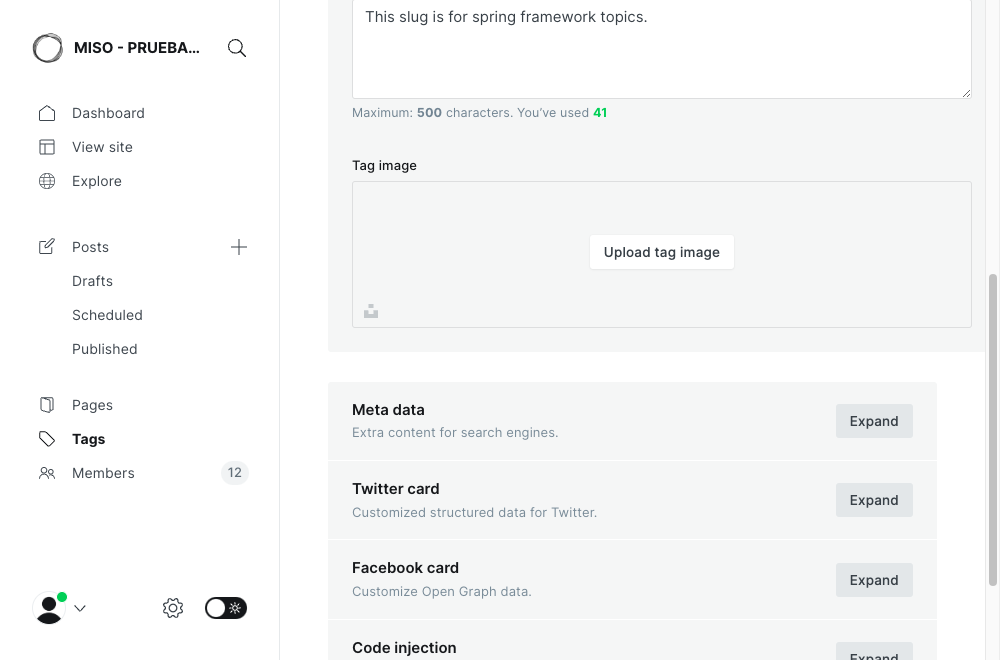 MISO - PRUEBA...
Dashboard
View site
Explore
Posts
Drafts
Scheduled
Published
Pages
Tags
Members
12
This slug is for spring framework topics.
Maximum: 500 characters. You've used 41
Tag image
Upload tag image
Meta data
Extra content for search engines.
Expand
Twitter card
Customized structured data for Twitter.
Expand
Facebook card
Customize Open Graph data.
Expand
Code injection
Expand